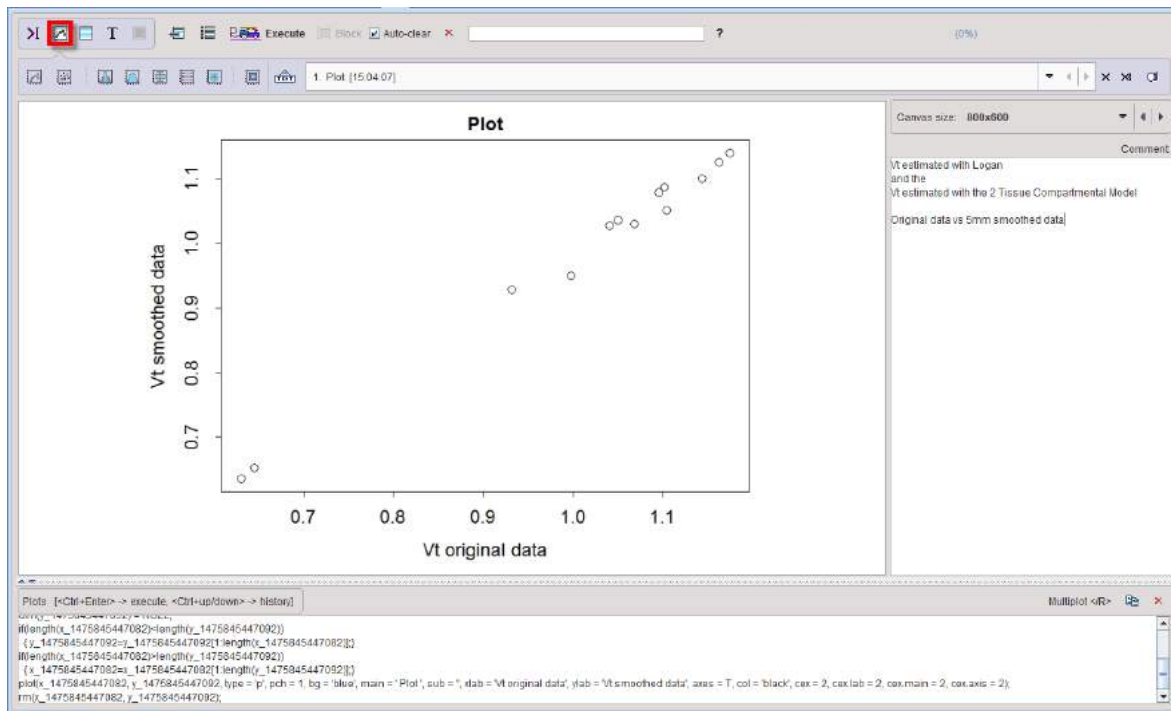 T Execute Block Auto-clear ? (0%)
1. Plot [15:04:07]
Canvas size: 800x600
Comment
Vt estimated with Logan
and the
Vt estimated with the 2 Tissue Compartmental Model
Original data vs 5mm smoothed data
Plot
Vt smoothed data
1.1
1.0
0.9
0.8
0.7
0.7 0.8 0.9 1.0 1.1
Vt original data
Plots [<Ctrl+Enter> -> execute, <Ctrl+up/down> -> history]
Multiplot </R>
if(length(x_1475845447082)<length(y_1475845447092))
{y_1475845447092=y_1475845447092[1:length(x_1475845447082)];}
if(length(x_1475845447082)>length(y_1475845447092))
{x_1475845447082=x_1475845447082[1:length(y_1475845447092)];}
plot(x_1475845447082, y_1475845447092, type = 'p', pch = 1, bg = 'blue', main = 'Plot ', sub = '', xlab = 'Vt original data', ylab = 'Vt smoothed data', axes = T, col = 'black', cex = 2, cex.lab = 2, cex.main = 2, cex.axis = 2);
rm(x_1475845447082, y_1475845447092);